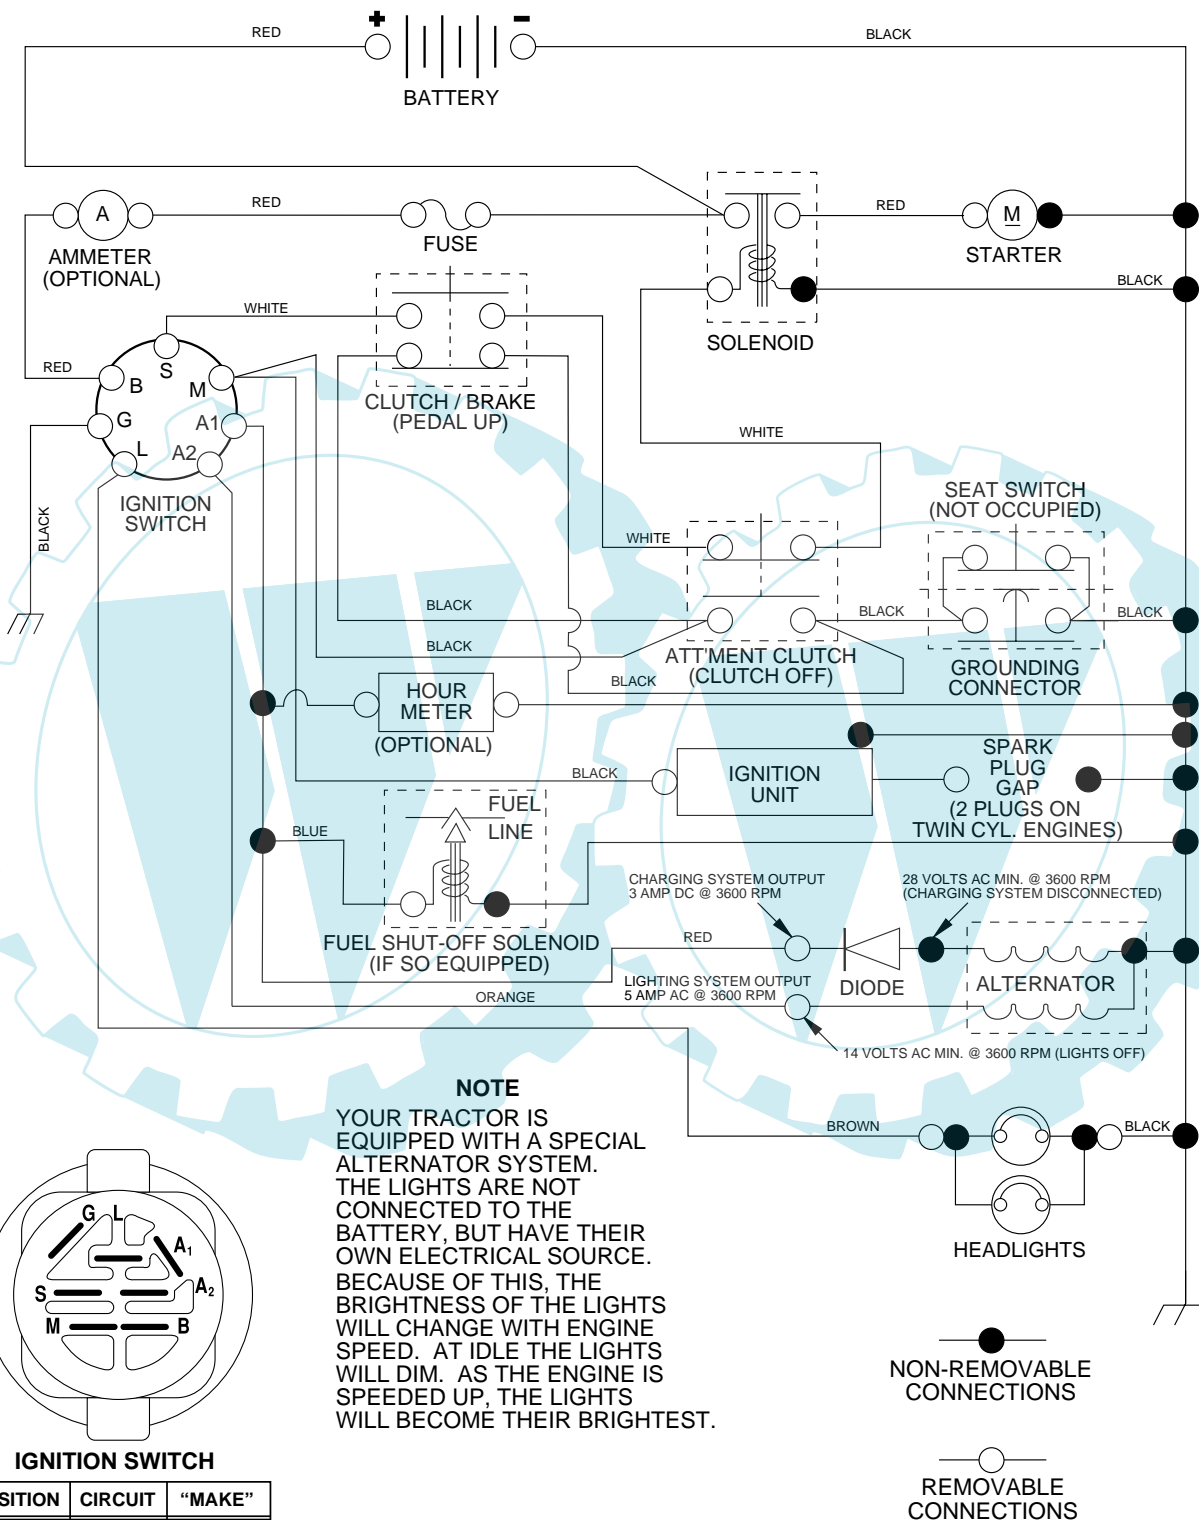 + -
RED
BLACK
BATTERY
RED
A
AMMETER
(OPTIONAL)
FUSE
RED
M
STARTER
BLACK
SOLENOID
WHITE
CLUTCH / BRAKE
(PEDAL UP)
RED
S
B
M
G
A1
L
A2
IGNITION
SWITCH
BLACK
WHITE
SEAT SWITCH
(NOT OCCUPIED)
WHITE
BLACK
BLACK
BLACK
BLACK
ATT'MENT CLUTCH
(CLUTCH OFF)
BLACK
GROUNDING
CONNECTOR
HOUR
METER
(OPTIONAL)
BLACK
IGNITION
UNIT
SPARK
PLUG
GAP
(2 PLUGS ON
TWIN CYL. ENGINES)
FUEL
LINE
BLUE
FUEL SHUT-OFF SOLENOID
(IF SO EQUIPPED)
CHARGING SYSTEM OUTPUT
3 AMP DC @ 3600 RPM
28 VOLTS AC MIN. @ 3600 RPM
(CHARGING SYSTEM DISCONNECTED)
RED
DIODE
ALTERNATOR
LIGHTING SYSTEM OUTPUT
5 AMP AC @ 3600 RPM
ORANGE
14 VOLTS AC MIN. @ 3600 RPM (LIGHTS OFF)
BROWN
BLACK
HEADLIGHTS
NOTE
YOUR TRACTOR IS
EQUIPPED WITH A SPECIAL
ALTERNATOR SYSTEM.
THE LIGHTS ARE NOT
CONNECTED TO THE
BATTERY, BUT HAVE THEIR
OWN ELECTRICAL SOURCE.
BECAUSE OF THIS, THE
BRIGHTNESS OF THE LIGHTS
WILL CHANGE WITH ENGINE
SPEED. AT IDLE THE LIGHTS
WILL DIM. AS THE ENGINE IS
SPEEDED UP, THE LIGHTS
WILL BECOME THEIR BRIGHTEST.
G L
A1
S
A2
M
B
IGNITION SWITCH
SITION CIRCUIT “MAKE”
NON-REMOVABLE
CONNECTIONS
REMOVABLE
CONNECTIONS